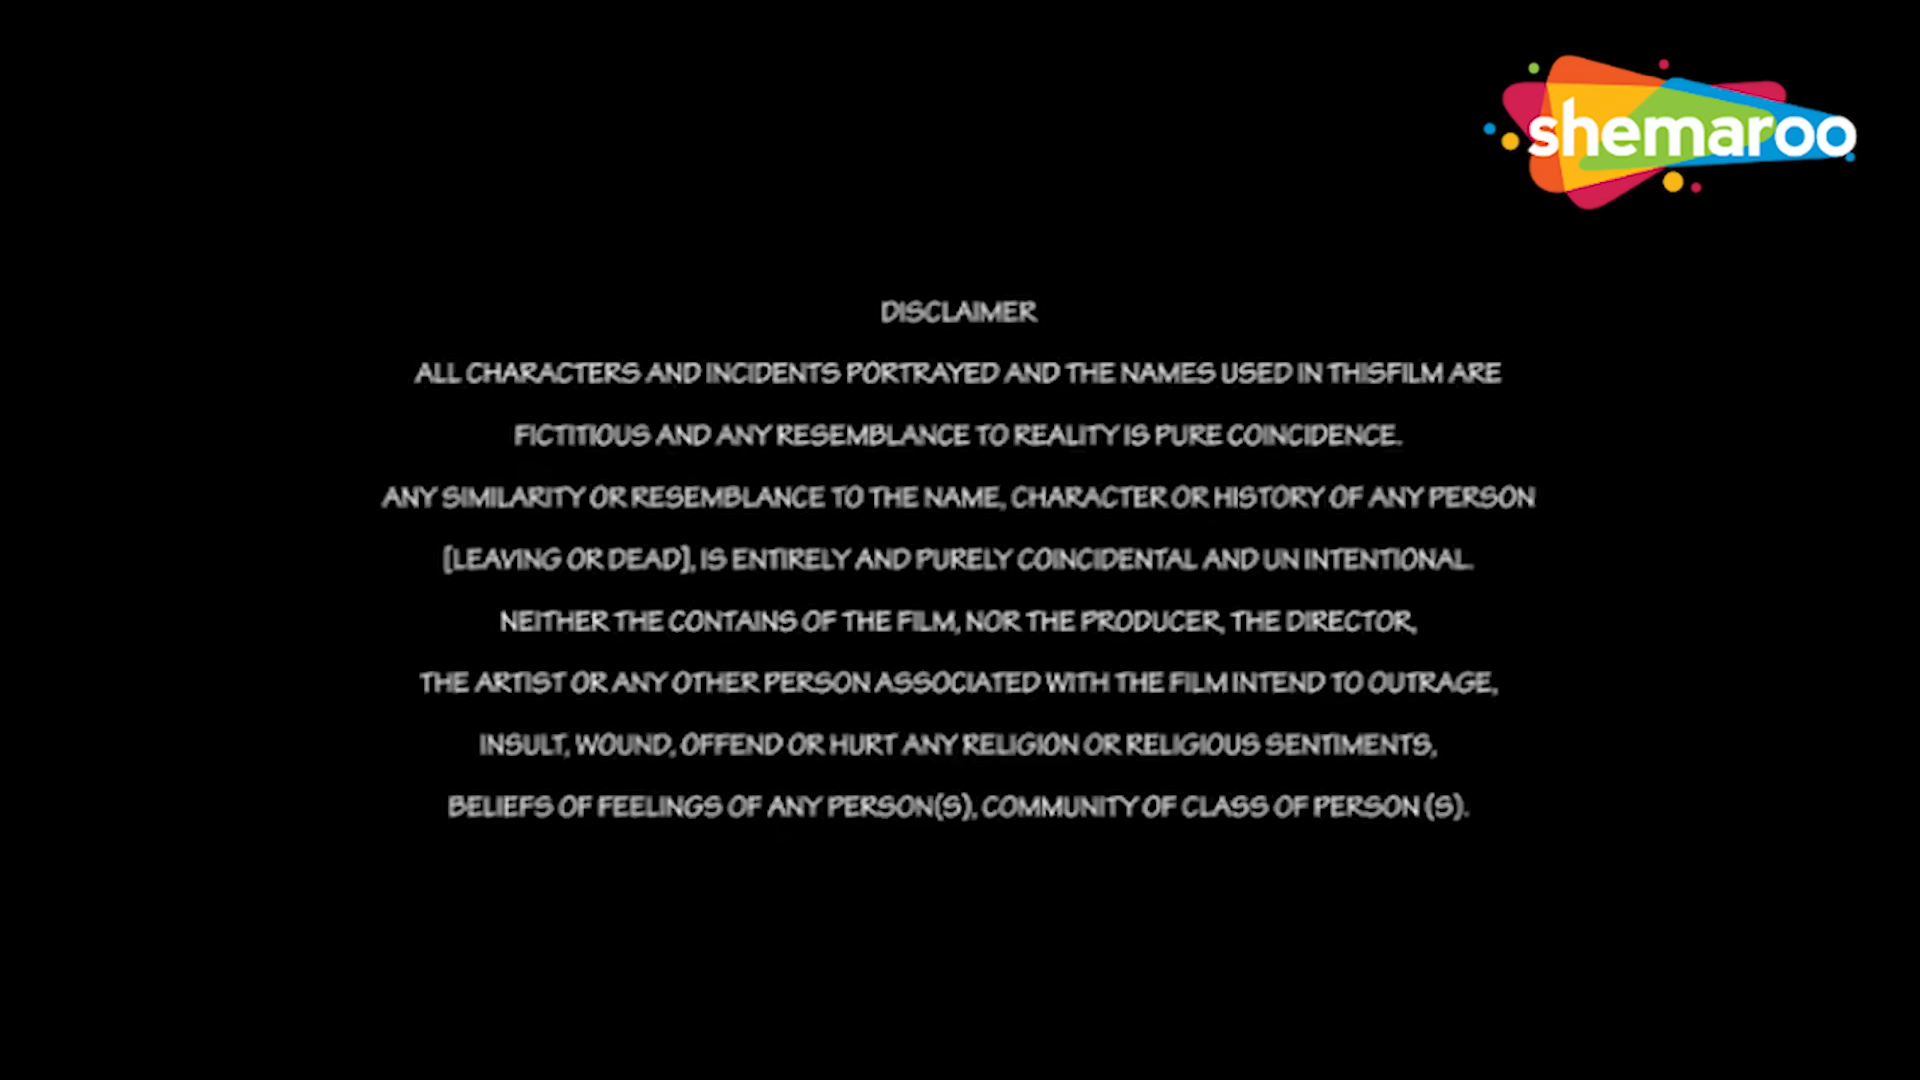 shemaroo
DISCLAIMER
ALL CHARACTERS AND INCIDENTS PORTRAYED AND THE NAMES USED IN THISFILM ARE
FICTITIOUS AND ANY RESEMBLANCE TO REALITY IS PURE COINCIDENCE.
ANY SIMILARITY OR RESEMBLANCE TO THE NAME, CHARACTER OR HISTORY OF ANY PERSON
[LEAVING OR DEAD], IS ENTIRELY AND PURELY COINCIDENTAL AND UN INTENTIONAL.
NEITHER THE CONTAINS OF THE FILM, NOR THE PRODUCER, THE DIRECTOR,
THE ARTIST OR ANY OTHER PERSON ASSOCIATED WITH THE FILM INTEND TO OUTRAGE,
INSULT, WOUND, OFFEND OR HURT ANY RELIGION OR RELIGIOUS SENTIMENTS,
BELIEFS OF FEELINGS OF ANY PERSON(S), COMMUNITY OF CLASS OF PERSON (S).